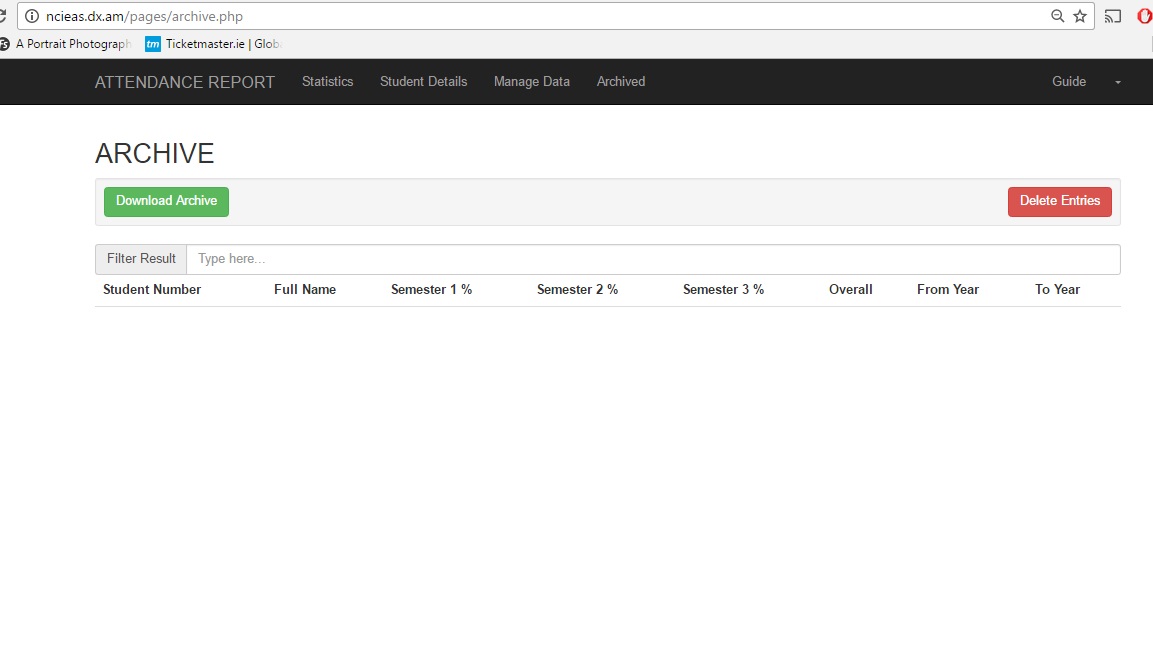 ncieas.dx.am/pages/archive.php
A Portrait Photograph tm Ticketmaster.ie | Glob
ATTENDANCE REPORT Statistics Student Details Manage Data Archived Guide
ARCHIVE
Download Archive Delete Entries
Filter Result Type here...
Student Number Full Name Semester 1 % Semester 2 % Semester 3 % Overall From Year To Year